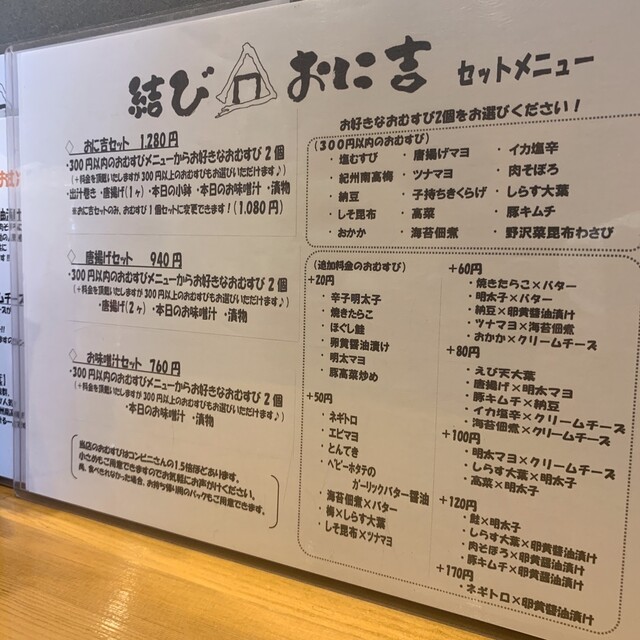 結び おに吉 セットメニュー
◇ おに吉セット 1,280円
・300円以内のおむすびメニューからお好きなおむすび2個
(+料金を頂戴いたしますが300円以上のおむすびもお選びいただけます♪)
・出汁巻き ・唐揚げ(1ヶ) ・本日の小鉢 ・本日のお味噌汁 ・漬物
※おに吉セットのみ、おむすび1個セットに変更できます！(1,080円)
◇ 唐揚げセット 940円
・300円以内のおむすびメニューからお好きなおむすび2個
(+料金を頂戴いたしますが300円以上のおむすびもお選びいただけます♪)
・唐揚げ(2ヶ) ・本日のお味噌汁 ・漬物
◇ お味噌汁セット 760円
・300円以内のおむすびメニューからお好きなおむすび2個
(+料金を頂戴いたしますが300円以上のおむすびもお選びいただけます♪)
・本日のお味噌汁 ・漬物
当店のおむすびはコンビニさんの1.5倍ほどあります。
小さめもご用意できますのでお気軽にお声がけください。
尚、食べきれなかった場合、お持ち帰り用のパックもご用意できます。
お好きなおむすび2個をお選びください！
(300円以内のおむすび)
・塩むすび ・唐揚げマヨ ・イカ塩辛
・紀州南高梅 ・ツナマヨ ・肉そぼろ
・納豆 ・子持ちきくらげ ・しらす大葉
・しそ昆布 ・高菜 ・豚キムチ
・おかか ・海苔佃煮 ・野沢菜昆布わさび
(追加料金のおむすび)
+20円
・辛子明太子
・焼きたらこ
・ほぐし鮭
・卵黄醤油漬け
・明太マヨ
・豚高菜炒め
+50円
・ネギトロ
・エビマヨ
・とんてき
・ベビーホタテの
ガーリックバター醤油
・海苔佃煮×バター
・梅×しらす大葉
・しそ昆布×ツナマヨ
+60円
・焼きたらこ×バター
・明太子×バター
・納豆×卵黄醤油漬け
・ツナマヨ×海苔佃煮
・おかか×クリームチーズ
+80円
・えび天大葉
・唐揚げ×明太マヨ
・豚キムチ×納豆
・イカ塩辛×クリームチーズ
・海苔佃煮×クリームチーズ
+100円
・明太マヨ×クリームチーズ
・しらす大葉×明太子
・高菜×明太子
+120円
・鮭×明太子
・しらす大葉×卵黄醤油漬け
・肉そぼろ×卵黄醤油漬け
・豚キムチ×卵黄醤油漬け
+170円
・ネギトロ×卵黄醤油漬け